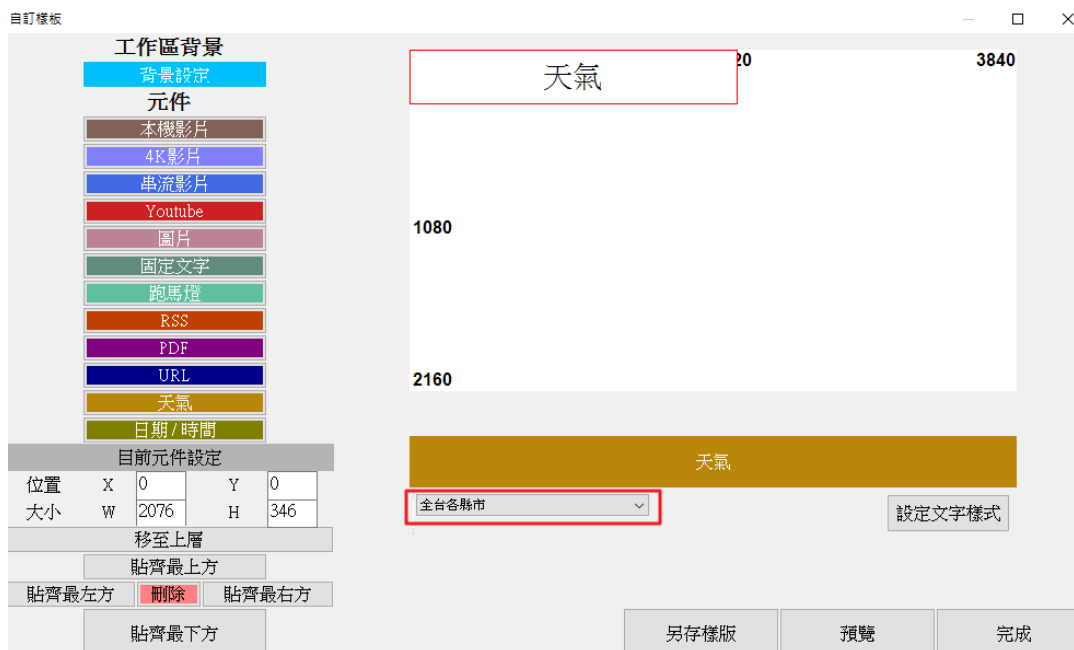 自訂樣板
工作區背景
背景設定
元件
本機影片
4K影片
串流影片
Youtube
圖片
固定文字
跑馬燈
RSS
PDF
URL
天氣
日期/時間
目前元件設定
位置 X 0 Y 0
大小 W 2076 H 346
移至上層
貼齊最上方
貼齊最左方 刪除 貼齊最右方
貼齊最下方
天氣 20 3840
1080
2160
天氣
全台各縣市 設定文字樣式
另存樣版 預覽 完成